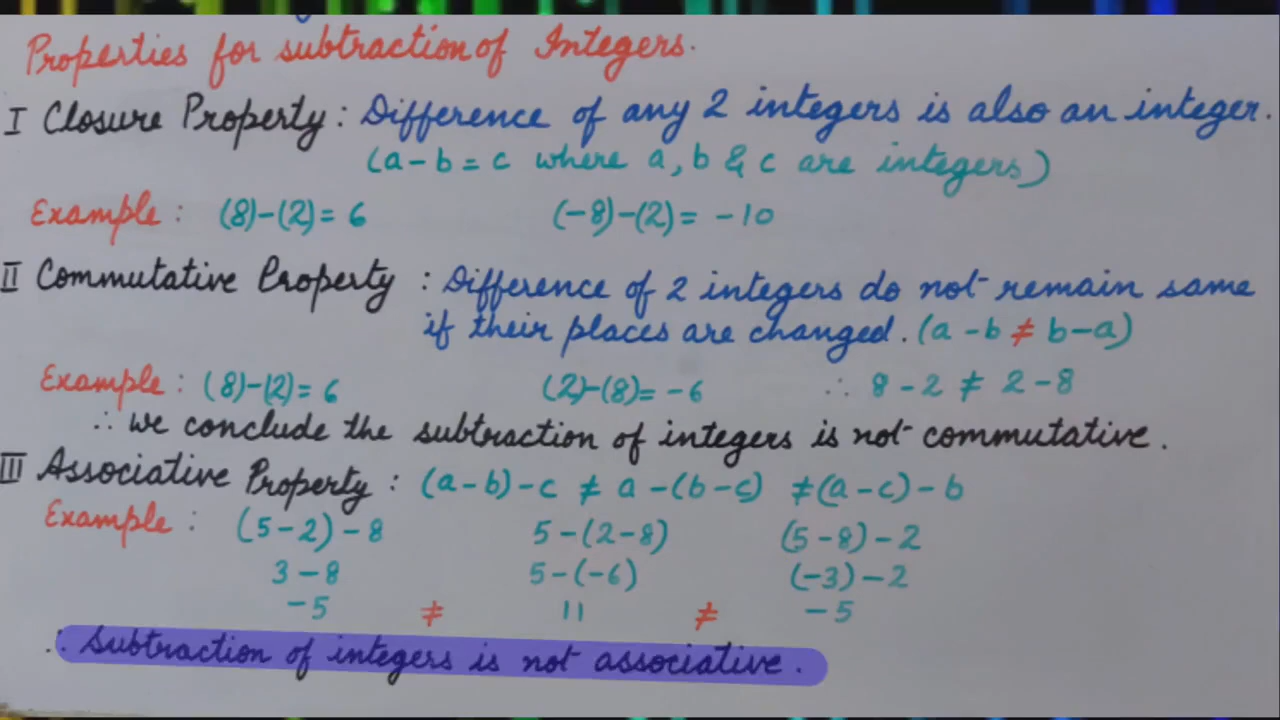 Properties for subtraction of Integers.
I Closure Property : Difference of any 2 integers is also an integer.
(a - b = c where a, b & c are integers)
Example : (8)-(2) = 6 (-8)-(2) = -10
II Commutative Property : Difference of 2 integers do not remain same
if their places are changed. (a - b ≠ b - a)
Example : (8)-(2) = 6 (2)-(8) = -6 ∴ 8 - 2 ≠ 2 - 8
∴ we conclude the subtraction of integers is not commutative.
III Associative Property : (a - b) - c ≠ a - (b - c) ≠ (a - c) - b
Example : (5 - 2) - 8 5 - (2 - 8) (5 - 8) - 2
3 - 8 5 - (-6) (-3) - 2
-5 ≠ 11 ≠ -5
∴ Subtraction of integers is not associative.